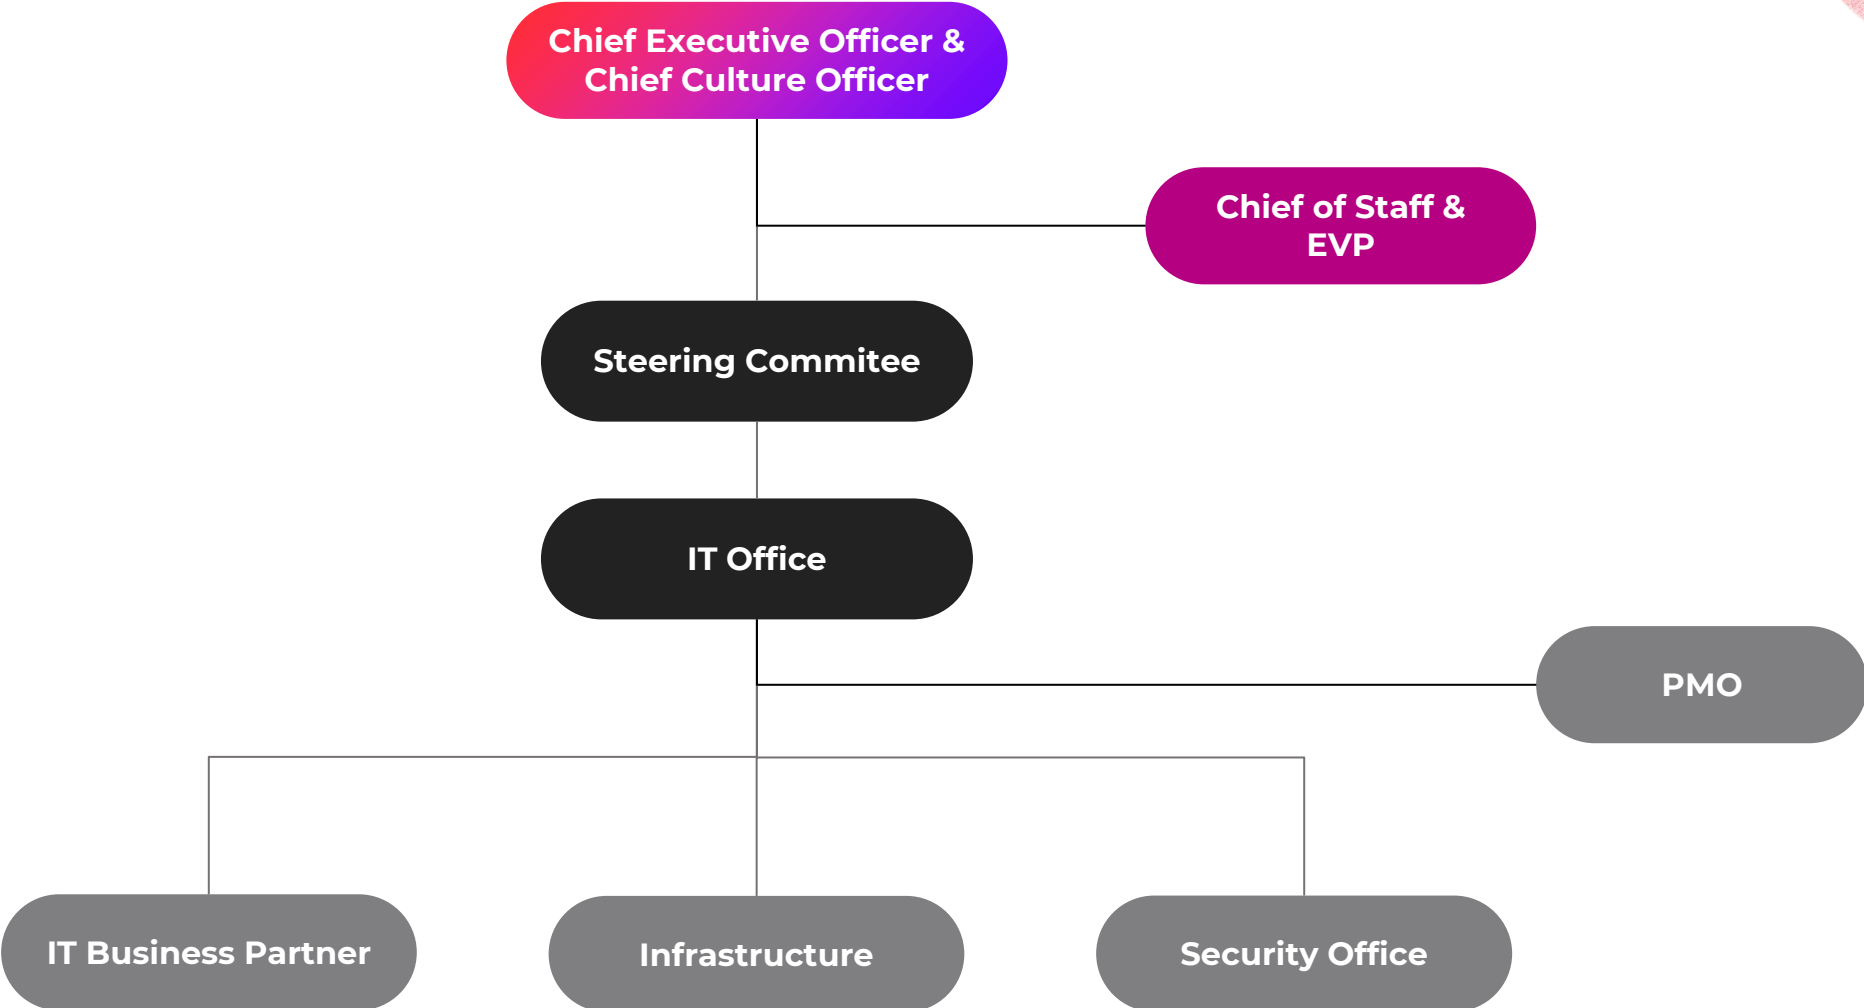 Chief Executive Officer &
Chief Culture Officer
Chief of Staff &
EVP
Steering Commitee
IT Office
PMO
IT Business Partner
Infrastructure
Security Office